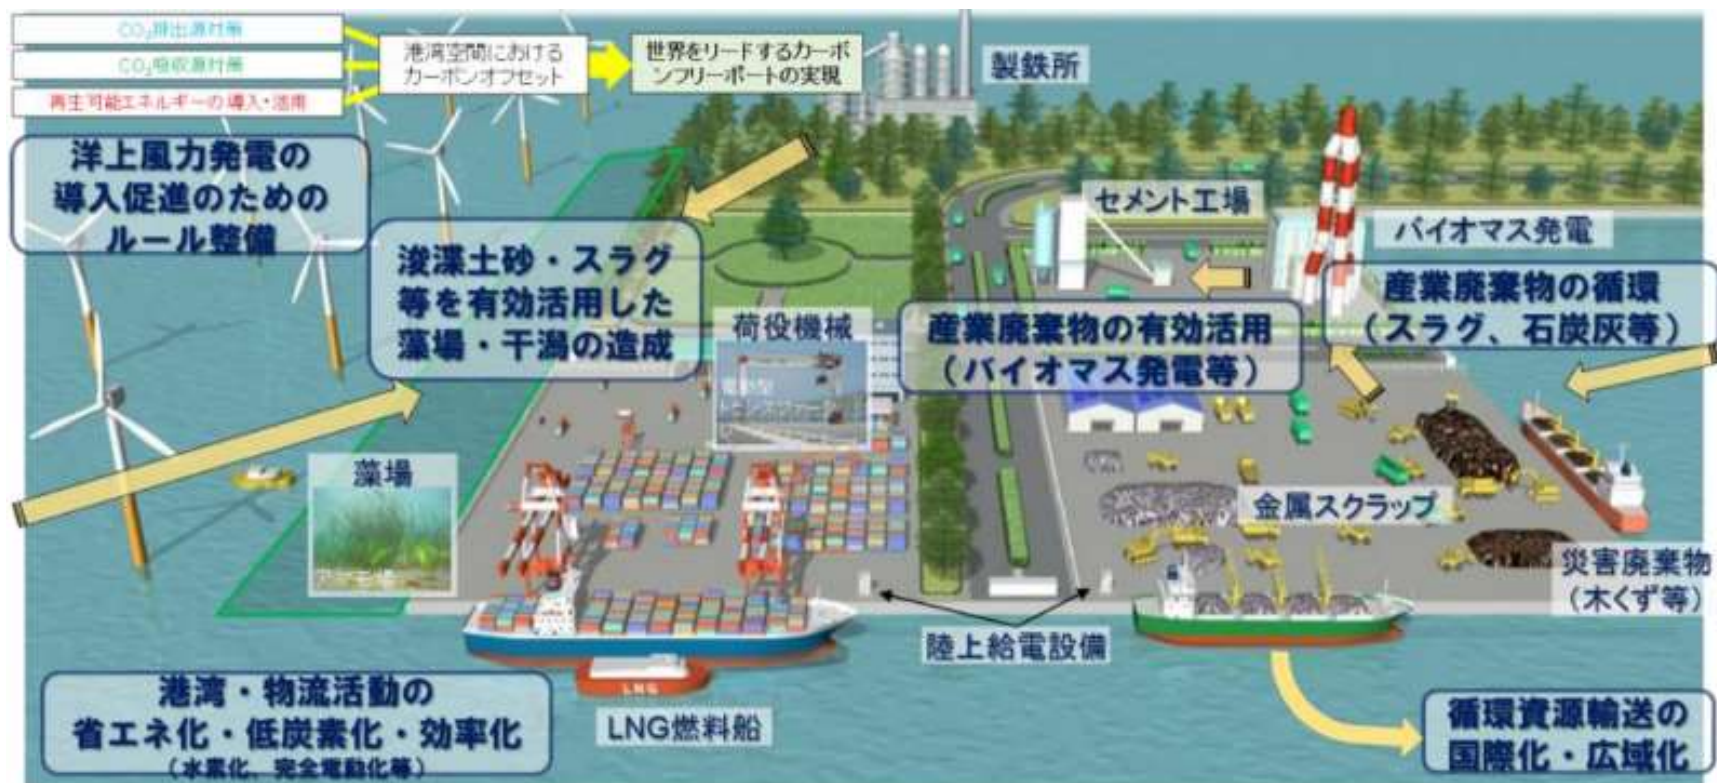 CO₂排出源対策
CO₂吸収源対策
再生可能エネルギーの導入・活用
港湾空間における
カーボンオフセット
世界をリードするカーボ
ンフリーポートの実現
製鉄所
洋上風力発電の
導入促進のための
ルール整備
浚渫土砂・スラグ
等を有効活用した
藻場・干潟の造成
セメント工場
バイオマス発電
産業廃棄物の循環
(スラグ、石炭灰等)
荷役機械
産業廃棄物の有効活用
(バイオマス発電等)
藻場
金属スクラップ
災害廃棄物
(木くず等)
陸上給電設備
港湾・物流活動の
省エネ化・低炭素化・効率化
(水素化、完全電動化等)
LNG
LNG燃料船
循環資源輸送の
国際化・広域化